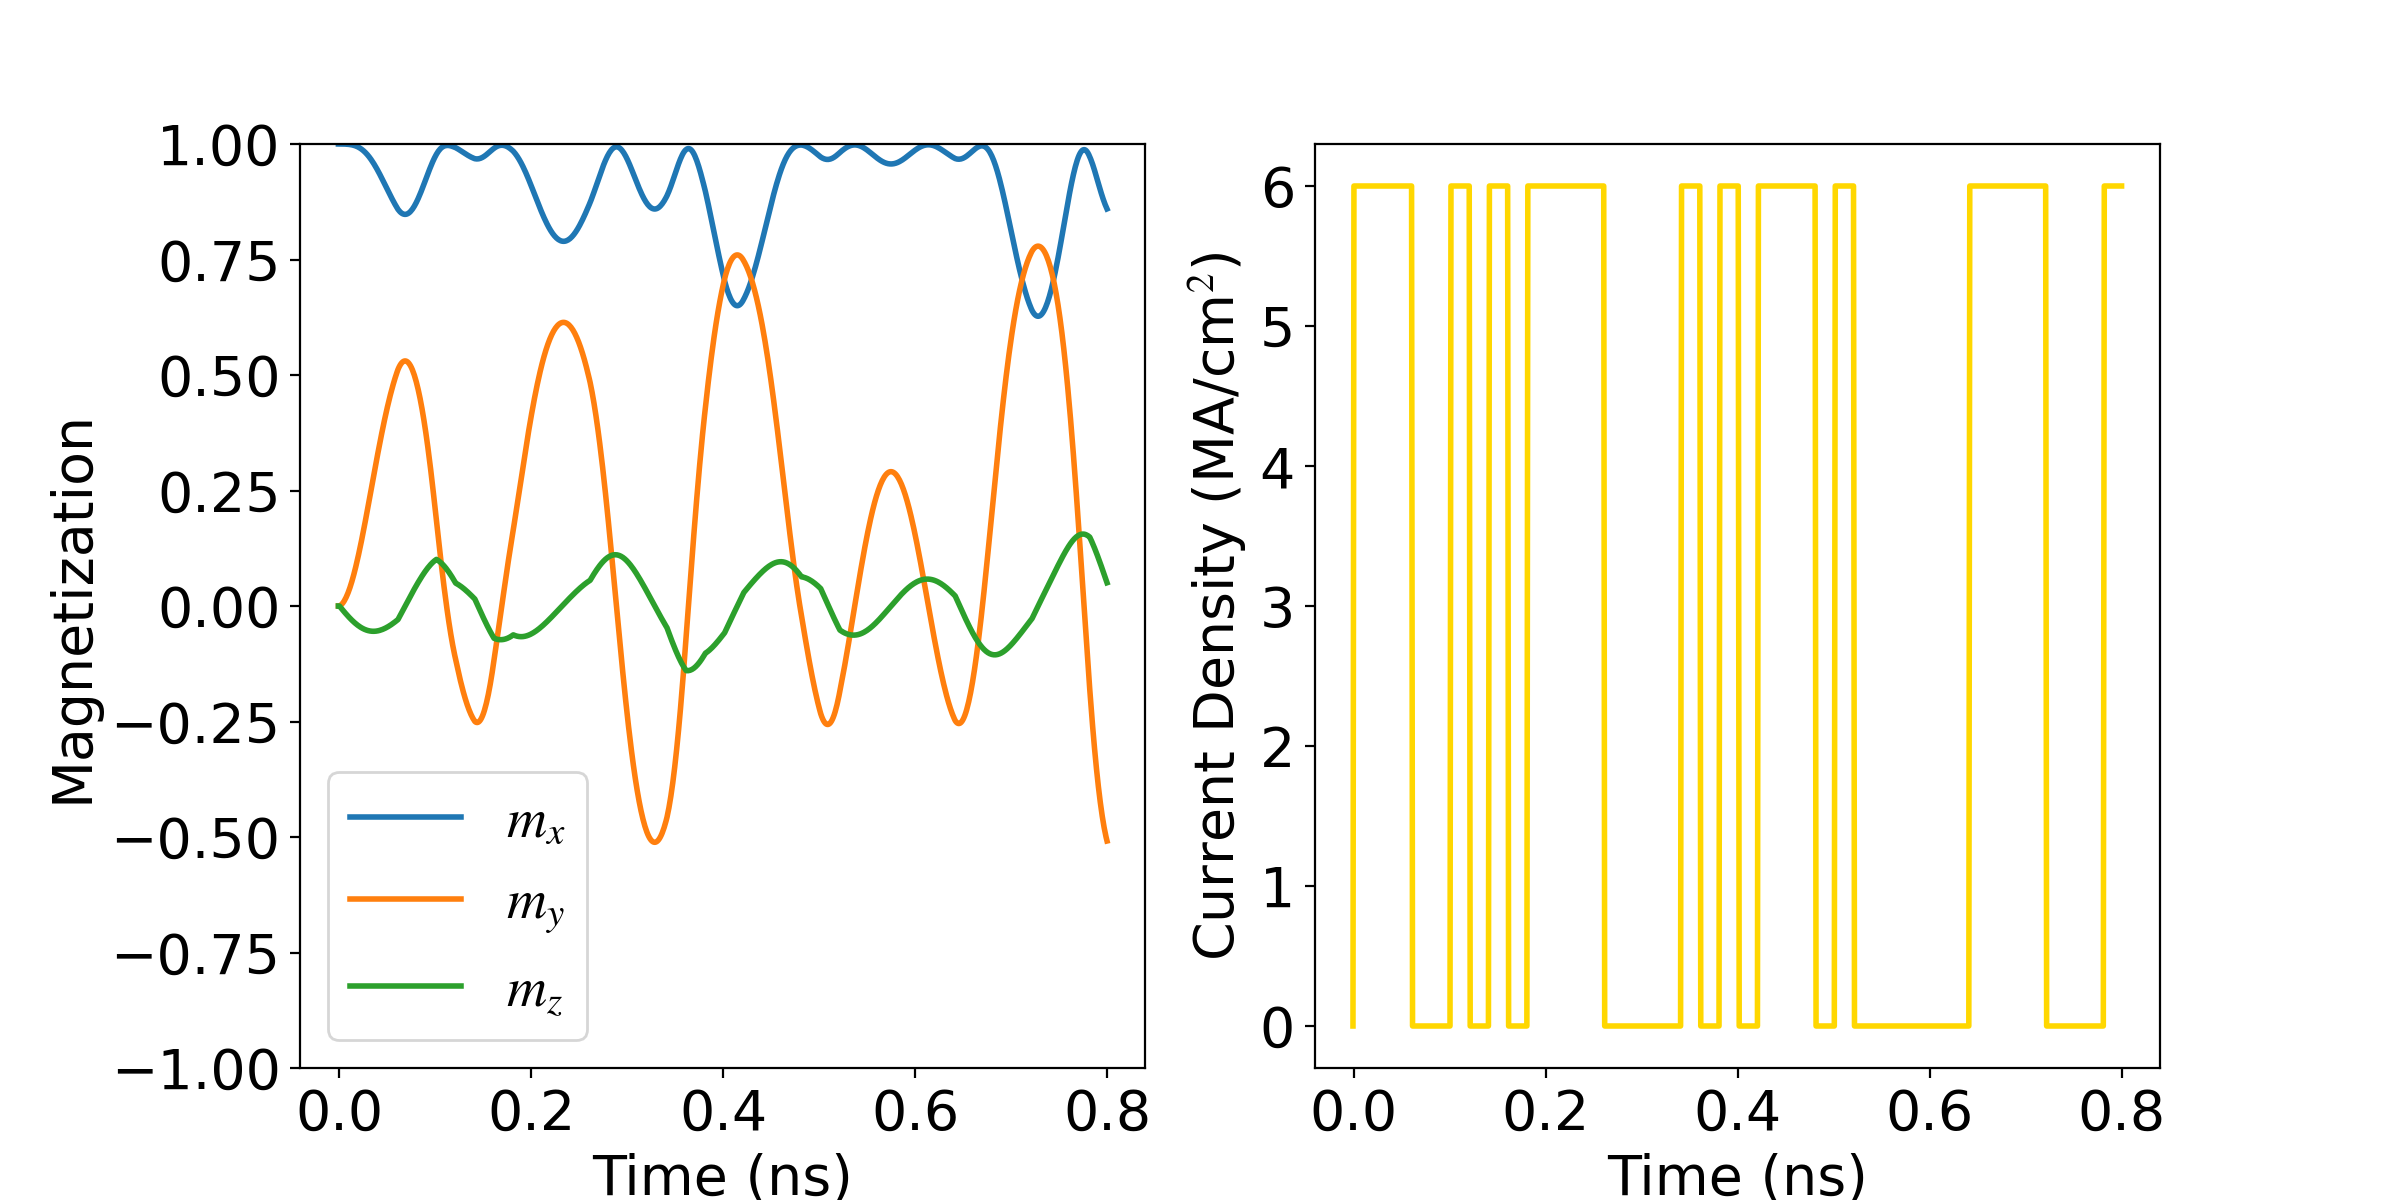 Magnetization
1.00
0.75
0.50
0.25
0.00
−0.25
−0.50
−0.75
−1.00
m_x
m_y
m_z
0.0 0.2 0.4 0.6 0.8
Time (ns)
Current Density (MA/cm²)
6
5
4
3
2
1
0
0.0 0.2 0.4 0.6 0.8
Time (ns)